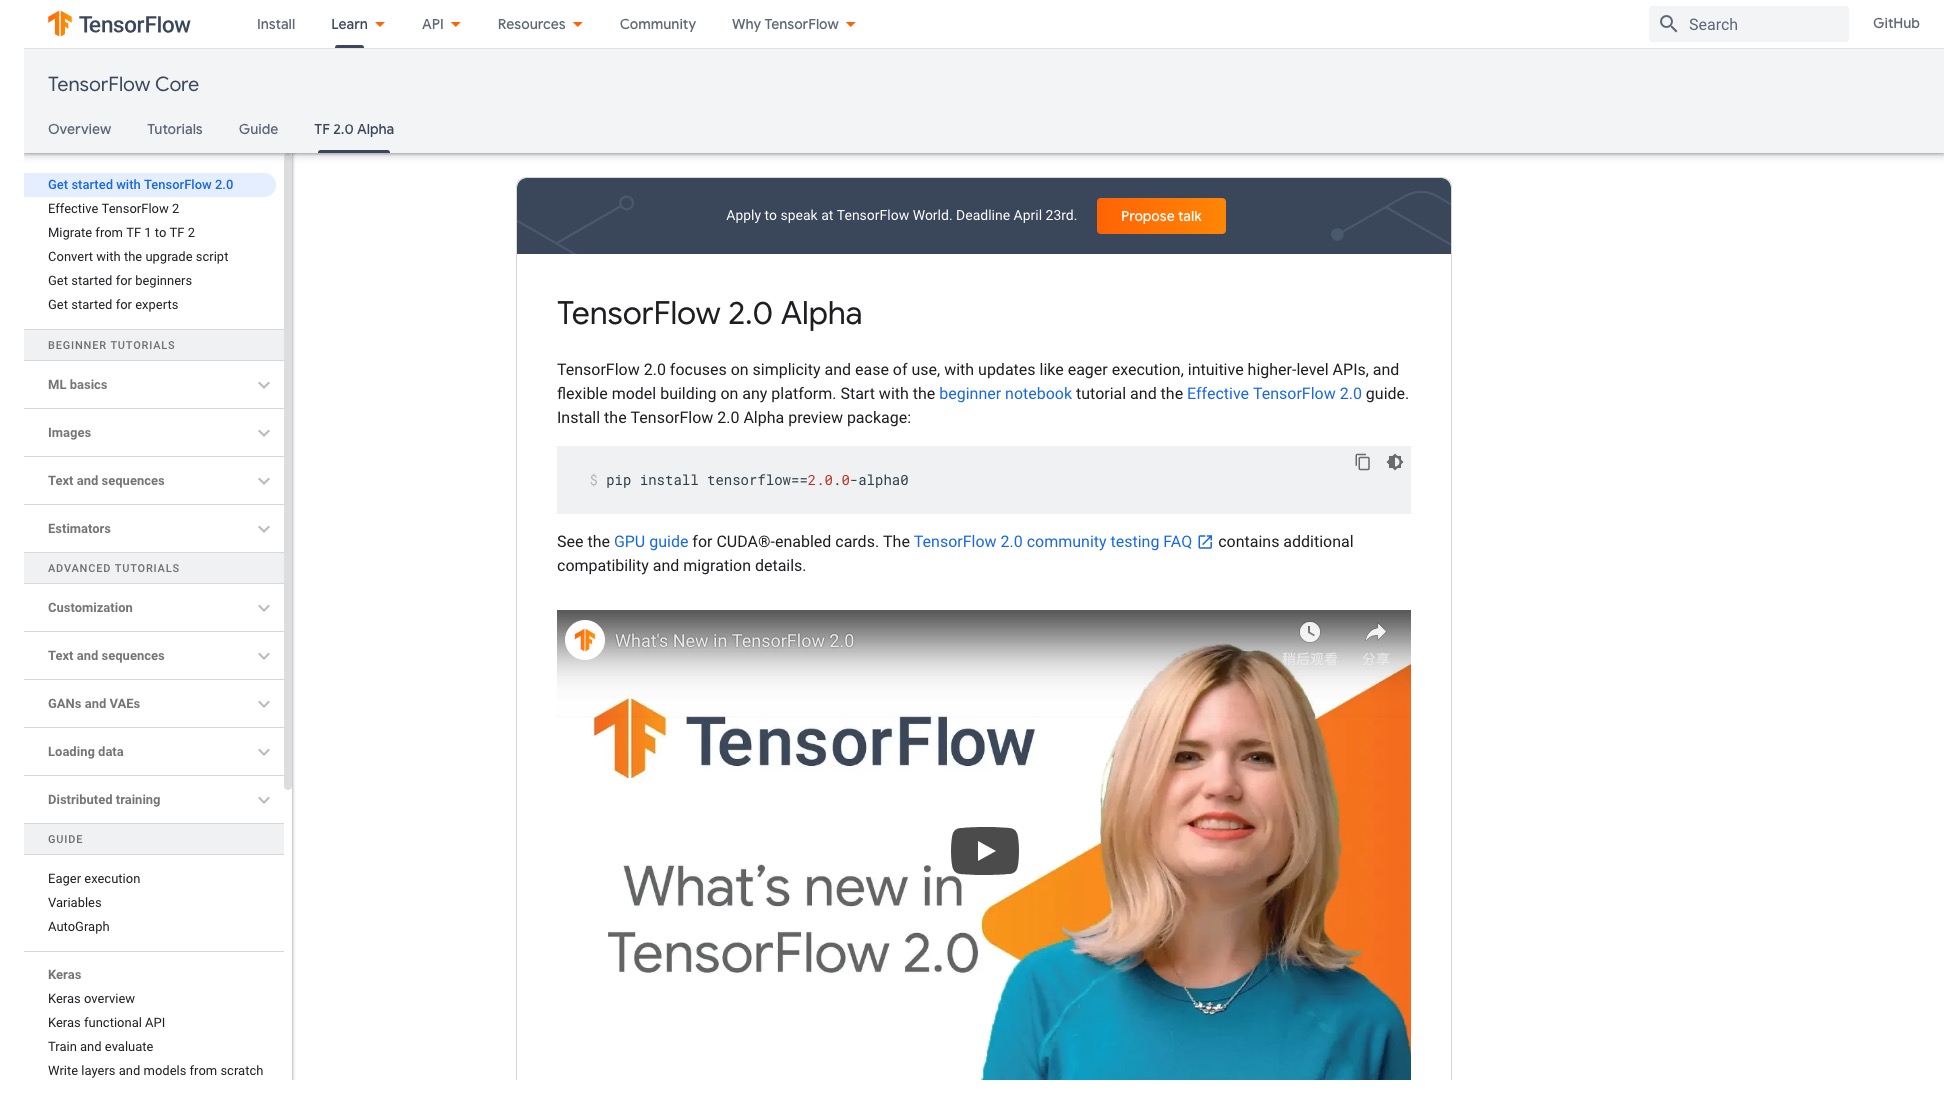 TensorFlow
Install
Learn
API
Resources
Community
Why TensorFlow
Search
GitHub
TensorFlow Core
Overview
Tutorials
Guide
TF 2.0 Alpha
Get started with TensorFlow 2.0
Effective TensorFlow 2
Migrate from TF 1 to TF 2
Convert with the upgrade script
Get started for beginners
Get started for experts
BEGINNER TUTORIALS
ML basics
Images
Text and sequences
Estimators
ADVANCED TUTORIALS
Customization
Text and sequences
GANs and VAEs
Loading data
Distributed training
GUIDE
Eager execution
Variables
AutoGraph
Keras
Keras overview
Keras functional API
Train and evaluate
Write layers and models from scratch
Apply to speak at TensorFlow World. Deadline April 23rd.
Propose talk
TensorFlow 2.0 Alpha
TensorFlow 2.0 focuses on simplicity and ease of use, with updates like eager execution, intuitive higher-level APIs, and
flexible model building on any platform. Start with the beginner notebook tutorial and the Effective TensorFlow 2.0 guide.
Install the TensorFlow 2.0 Alpha preview package:
$ pip install tensorflow==2.0.0-alpha0
See the GPU guide for CUDA®-enabled cards. The TensorFlow 2.0 community testing FAQ contains additional
compatibility and migration details.
What's New in TensorFlow 2.0
稍后观看
分享
TensorFlow
What's new in
TensorFlow 2.0